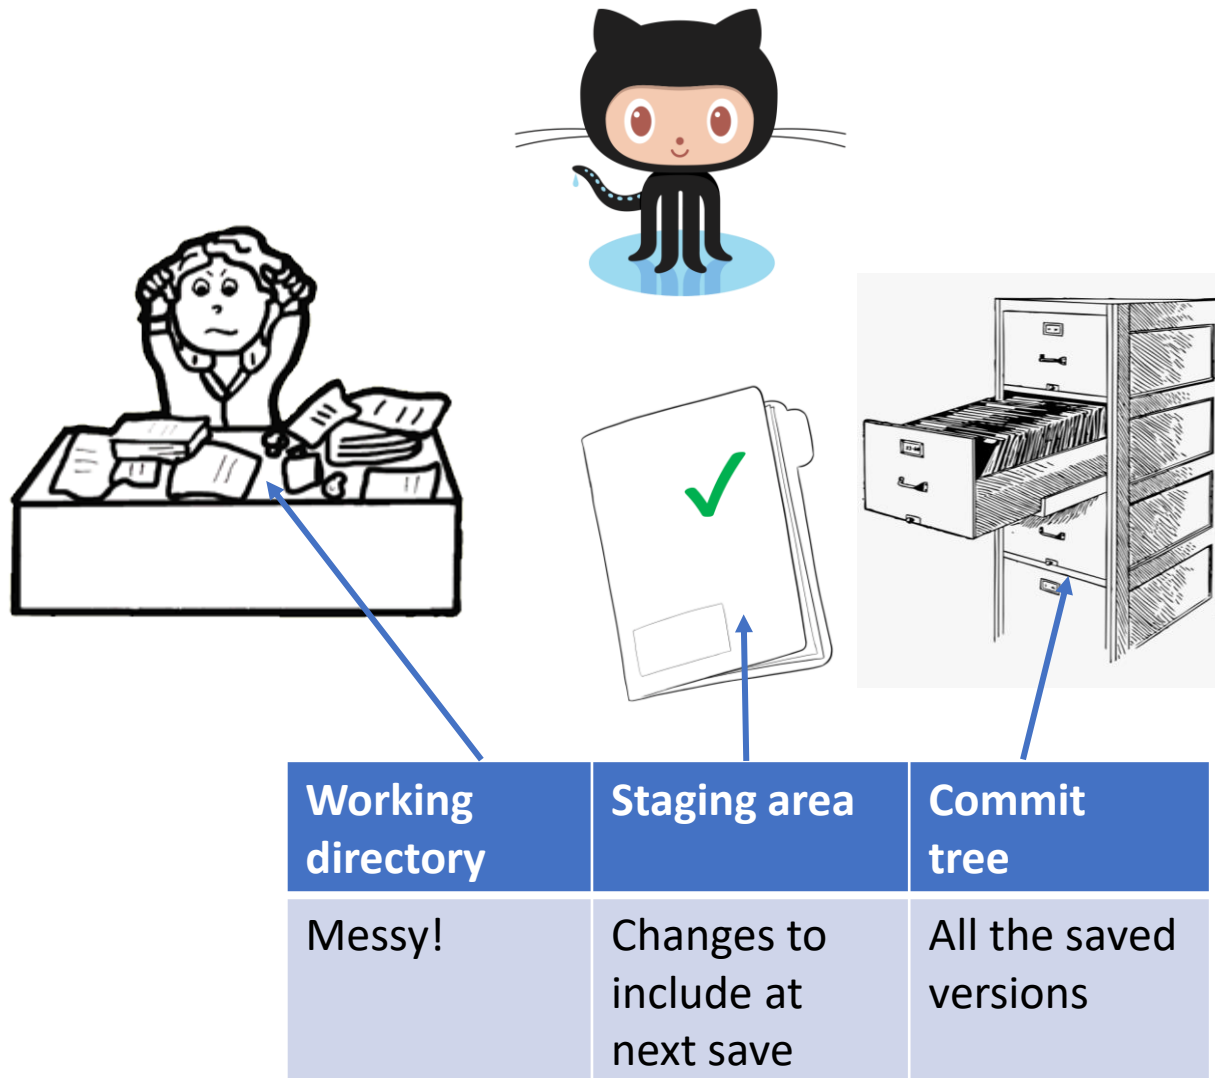 Working
directory
Staging area
Commit
tree
Messy!
Changes to
include at
next save
All the saved
versions